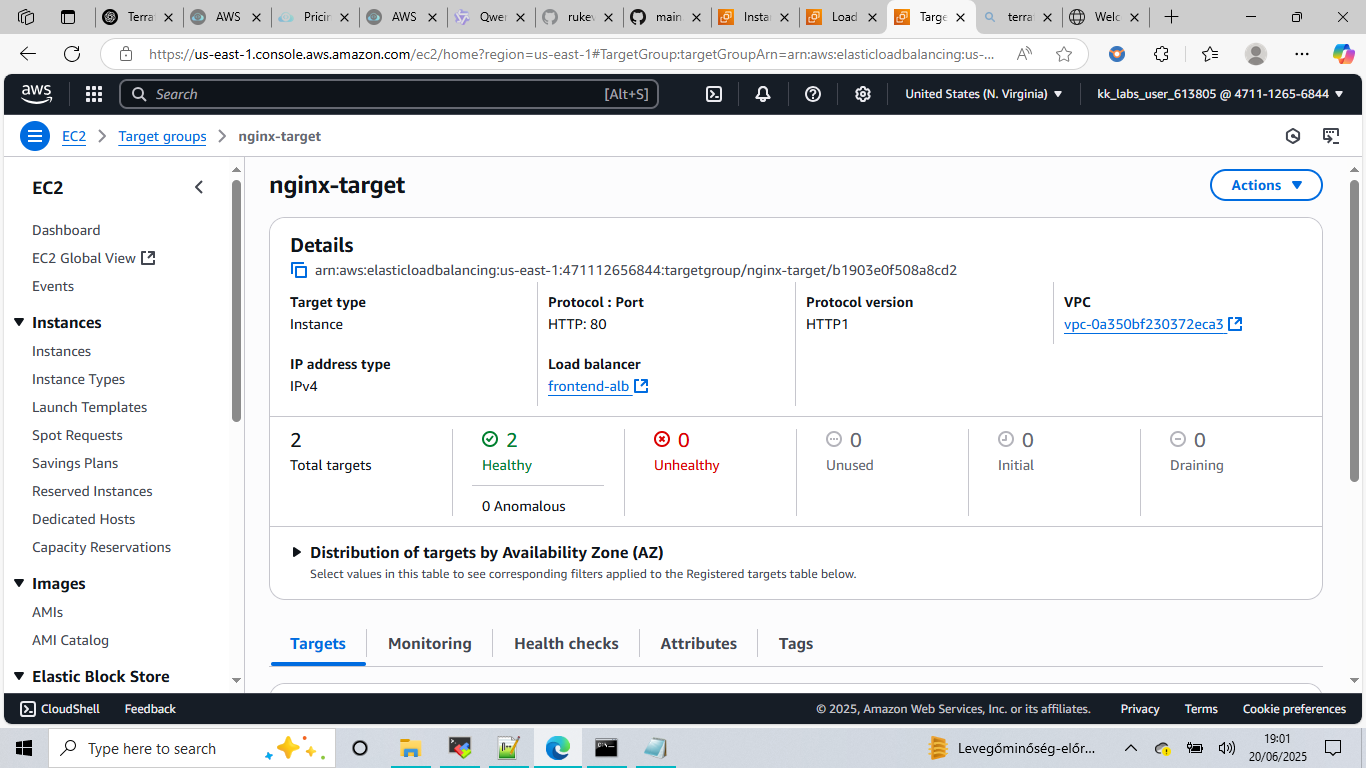 Terra
AWS
Pricin
AWS
Qwer
rukev
main
Instan
Load
Targe
terra
Welc
https://us-east-1.console.aws.amazon.com/ec2/home?region=us-east-1#TargetGroup:targetGroupArn=arn:aws:elasticloadbalancing:us-...
aws
Search
[Alt+S]
United States (N. Virginia)
kk_labs_user_613805 @ 4711-1265-6844
EC2
Target groups
nginx-target
EC2
Dashboard
EC2 Global View
Events
Instances
Instances
Instance Types
Launch Templates
Spot Requests
Savings Plans
Reserved Instances
Dedicated Hosts
Capacity Reservations
Images
AMIs
AMI Catalog
Elastic Block Store
nginx-target
Actions
Details
arn:aws:elasticloadbalancing:us-east-1:471112656844:targetgroup/nginx-target/b1903e0f508a8cd2
Target type
Instance
Protocol : Port
HTTP: 80
Protocol version
HTTP1
VPC
vpc-0a350bf230372eca3
IP address type
IPv4
Load balancer
frontend-alb
2
Total targets
2
Healthy
0 Anomalous
0
Unhealthy
0
Unused
0
Initial
0
Draining
Distribution of targets by Availability Zone (AZ)
Select values in this table to see corresponding filters applied to the Registered targets table below.
Targets
Monitoring
Health checks
Attributes
Tags
CloudShell
Feedback
© 2025, Amazon Web Services, Inc. or its affiliates.
Privacy
Terms
Cookie preferences
Type here to search
Levegőminőség-előr...
19:01
20/06/2025